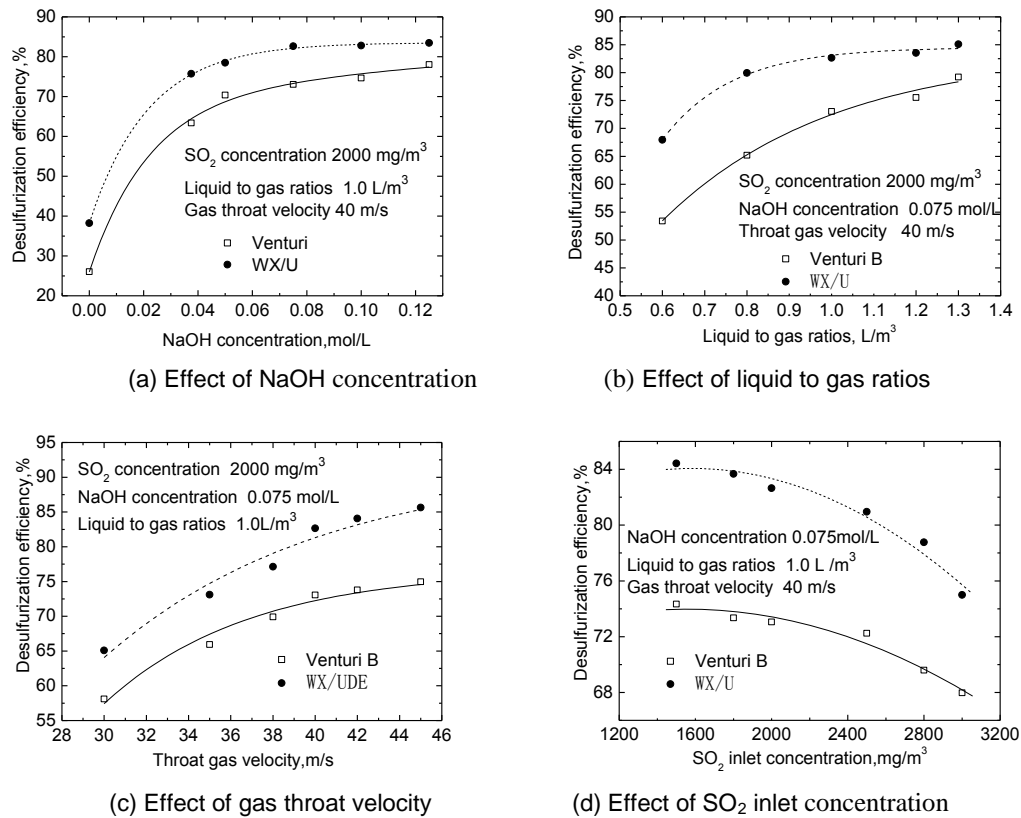 90
80
70
60
50
40
30
20
Desulfurization efficiency,%
SO₂ concentration 2000 mg/m³
Liquid to gas ratios 1.0 L/m³
Gas throat velocity 40 m/s
Venturi
WX/U
0.00 0.02 0.04 0.06 0.08 0.10 0.12
NaOH concentration,mol/L
(a) Effect of NaOH concentration
90
85
80
75
70
65
60
55
50
45
40
Desulfurization efficiency,%
SO₂ concentration 2000 mg/m³
NaOH concentration 0.075 mol/L
Throat gas velocity 40 m/s
Venturi B
WX/U
0.5 0.6 0.7 0.8 0.9 1.0 1.1 1.2 1.3 1.4
Liquid to gas ratios, L/m³
(b) Effect of liquid to gas ratios
95
90
85
80
75
70
65
60
55
Desulfurization efficiency,%
SO₂ concentration 2000 mg/m³
NaOH concentration 0.075 mol/L
Liquid to gas ratios 1.0L/m³
Venturi B
WX/UDE
28 30 32 34 36 38 40 42 44 46
Throat gas velocity,m/s
(c) Effect of gas throat velocity
84
80
76
72
68
Desulfurization efficiency,%
NaOH concentration 0.075mol/L
Liquid to gas ratios 1.0 L /m³
Gas throat velocity 40 m/s
Venturi B
WX/U
1200 1600 2000 2400 2800 3200
SO₂ inlet concentration,mg/m³
(d) Effect of SO₂ inlet concentration